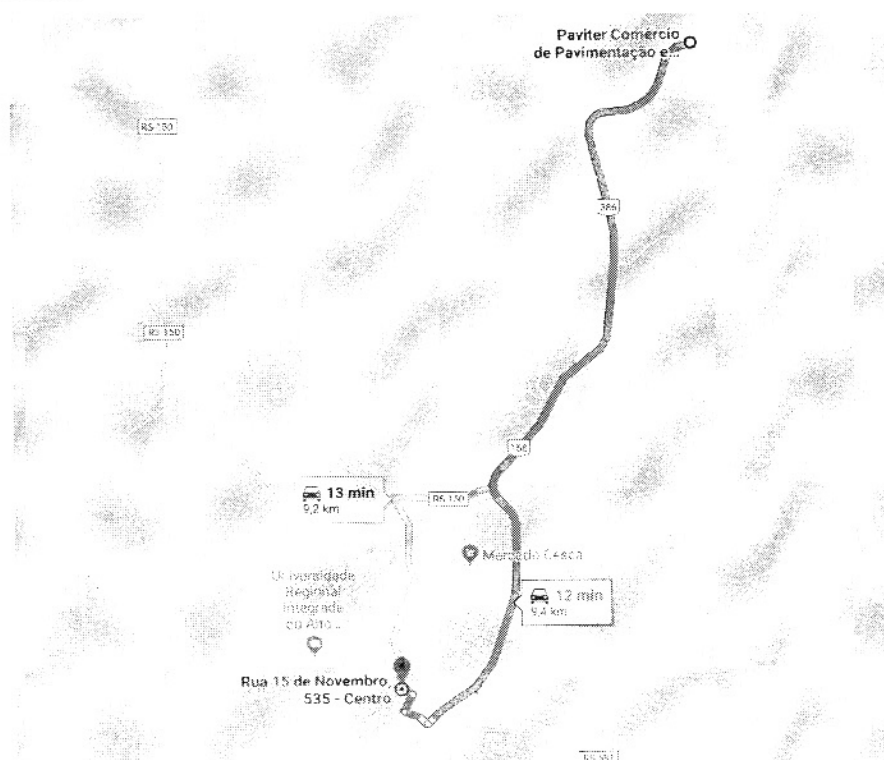 Paviter Comércio
de Pavimentação e...
RS 150
386
RS 150
158
13 min
9,2 km
RS 150
Mercado Cesca
Universidade
Regional
Integrada
do Alto...
12 min
9,4 km
Rua 15 de Novembro,
535 - Centro